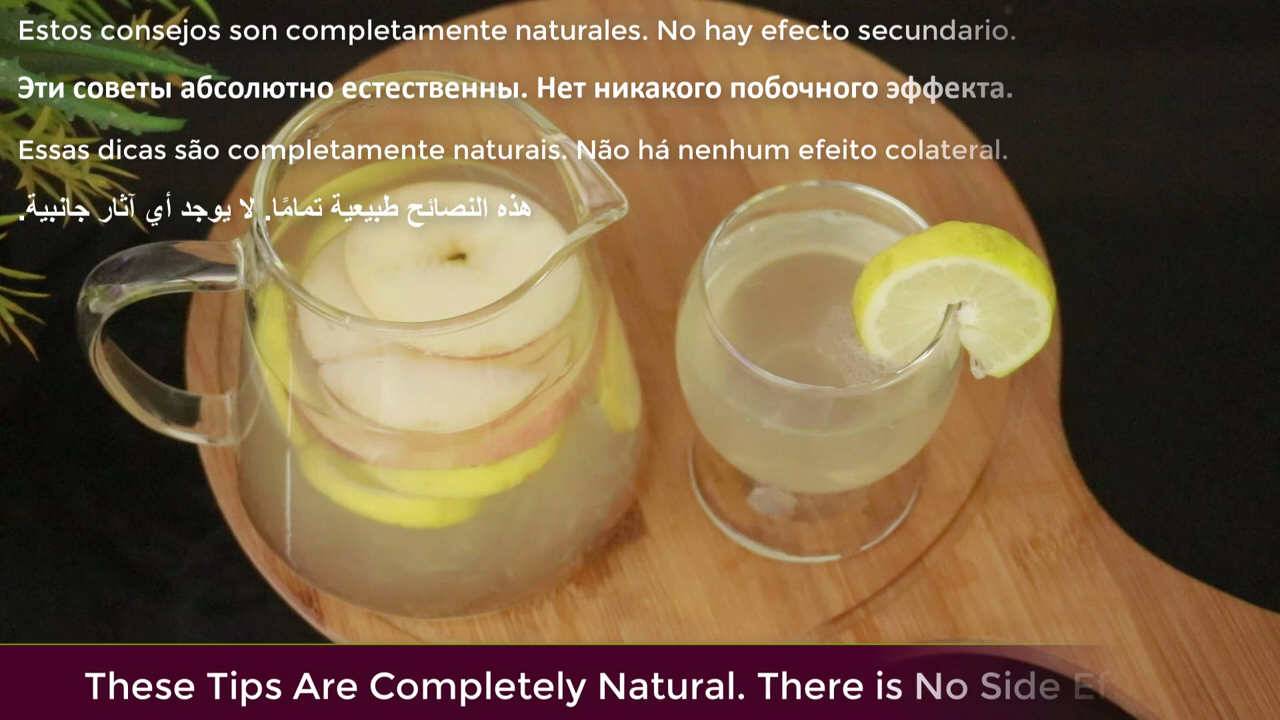 Estos consejos son completamente naturales. No hay efecto secundario.
Эти советы абсолютно естественны. Нет никакого побочного эффекта.
Essas dicas são completamente naturais. Não há nenhum efeito colateral.
هذه النصائح طبيعية تمامًا. لا يوجد أي آثار جانبية.
These Tips Are Completely Natural. There is No Side